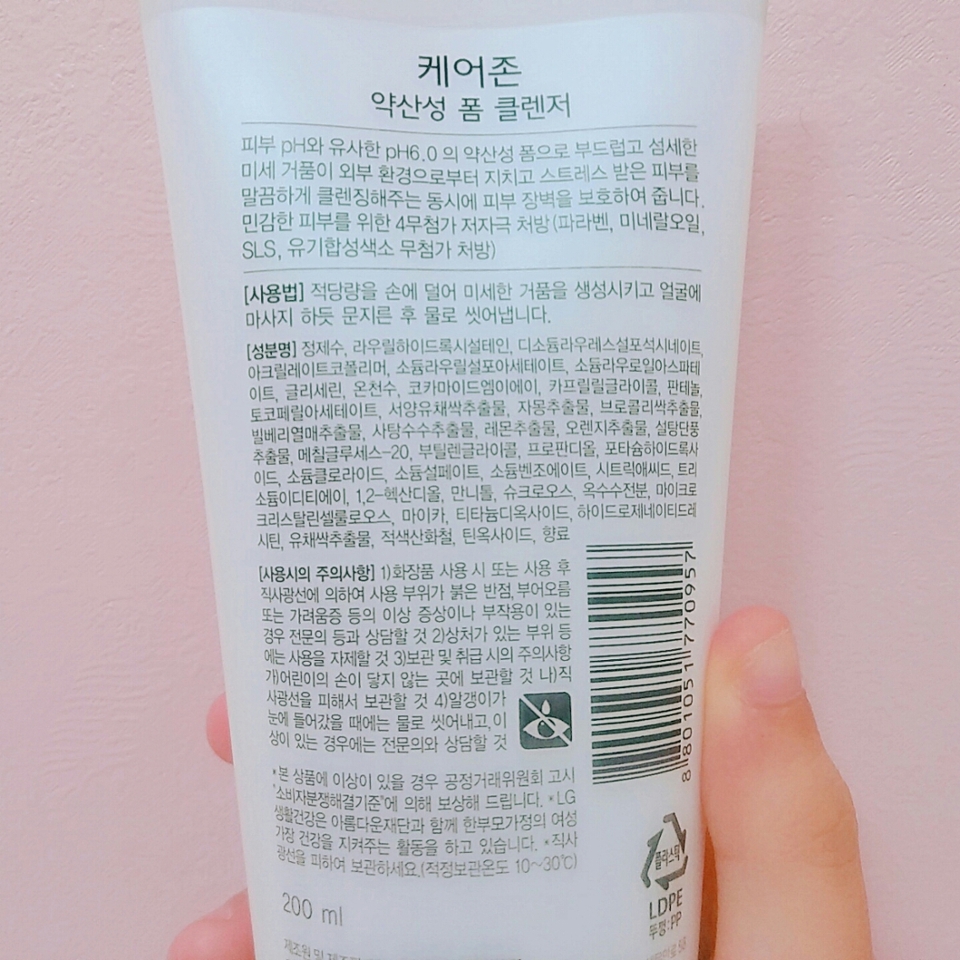 케어존
약산성 폼 클렌저
피부 pH와 유사한 pH6.0 의 약산성 폼으로 부드럽고 섬세한
미세 거품이 외부 환경으로부터 지치고 스트레스 받은 피부를
말끔하게 클렌징해주는 동시에 피부 장벽을 보호하여 줍니다.
민감한 피부를 위한 4무첨가 저자극 처방(파라벤, 미네랄오일,
SLS, 유기합성색소 무첨가 처방)
[사용법] 적당량을 손에 덜어 미세한 거품을 생성시키고 얼굴에
마사지 하듯 문지른 후 물로 씻어냅니다.
[성분명] 정제수, 라우릴하이드록시설테인, 디소듐라우레스설포석시네이트,
아크릴레이트코폴리머, 소듐라우릴설포아세테이트, 소듐라우로일아스파테
이트, 글리세린, 온천수, 코카마이드엠이에이, 카프릴릴글라이콜, 판테놀,
토코페릴아세테이트, 서양유채싹추출물, 자몽추출물, 브로콜리싹추출물,
빌베리열매추출물, 사탕수수추출물, 레몬추출물, 오렌지추출물, 설탕단풍
추출물, 메칠글루세스-20, 부틸렌글라이콜, 프로판디올, 포타슘하이드록사
이드, 소듐클로라이드, 소듐설페이트, 소듐벤조에이트, 시트릭애씨드, 트리
소듐이디티에이, 1,2-헥산디올, 만니톨, 슈크로오스, 옥수수전분, 마이크로
크리스탈린셀룰로오스, 마이카, 티타늄디옥사이드, 하이드로제네이티드레
시틴, 유채싹추출물, 적색산화철, 틴옥사이드, 향료
[사용시의 주의사항] 1)화장품 사용 시 또는 사용 후
직사광선에 의하여 사용 부위가 붉은 반점, 부어오름
또는 가려움증 등의 이상 증상이나 부작용이 있는
경우 전문의 등과 상담할 것 2)상처가 있는 부위 등
에는 사용을 자제할 것 3)보관 및 취급 시의 주의사항
가)어린이의 손이 닿지 않는 곳에 보관할 것 나)직
사광선을 피해서 보관할 것 4)알갱이가
눈에 들어갔을 때에는 물로 씻어내고, 이
상이 있는 경우에는 전문의와 상담할 것
*본 상품에 이상이 있을 경우 공정거래위원회 고시
"소비자분쟁해결기준"에 의해 보상해 드립니다. *LG
생활건강은 아름다운재단과 함께 한부모가정의 여성
가장 건강을 지켜주는 활동을 하고 있습니다. *직사
광선을 피하여 보관하세요.(적정보관온도 10~30℃)
8 801051 770957
플라스틱
LDPE
뚜껑:PP
200 ml
제조원 및 제조